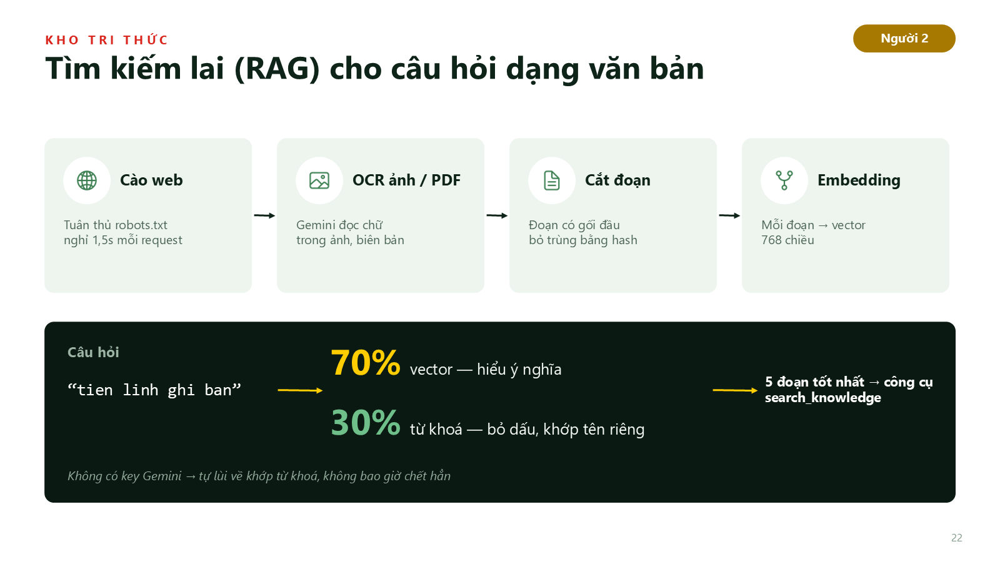 KHO TRI THỨC
Người 2
Tìm kiếm lai (RAG) cho câu hỏi dạng văn bản
Cào web
Tuân thủ robots.txt
nghỉ 1,5s mỗi request
OCR ảnh / PDF
Gemini đọc chữ
trong ảnh, biên bản
Cắt đoạn
Đoạn có gối đầu
bỏ trùng bằng hash
Embedding
Mỗi đoạn → vector
768 chiều
Câu hỏi
“tien linh ghi ban”
70% vector — hiểu ý nghĩa
30% từ khoá — bỏ dấu, khớp tên riêng
5 đoạn tốt nhất → công cụ
search_knowledge
Không có key Gemini → tự lùi về khớp từ khoá, không bao giờ chết hẳn
22